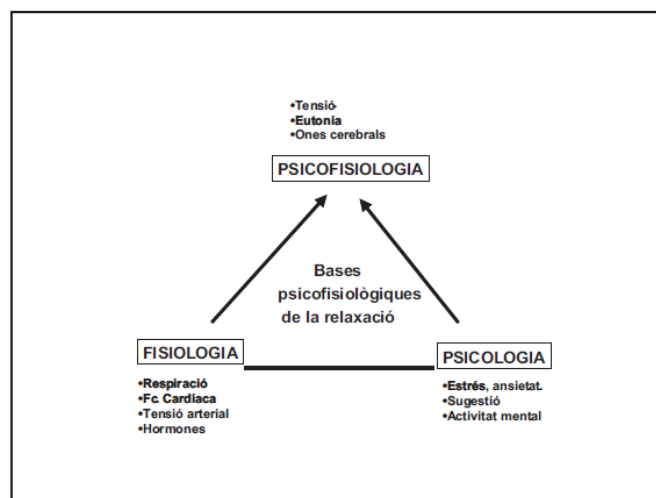 •Tensió
•Eutonia
•Ones cerebrals
PSICOFISIOLOGIA
Bases
psicofisiològiques
de la relaxació
FISIOLOGIA
•Respiració
•Fc. Cardíaca
•Tensió arterial
•Hormones
PSICOLOGIA
•Estrés, ansietat.
•Sugestió
•Activitat mental